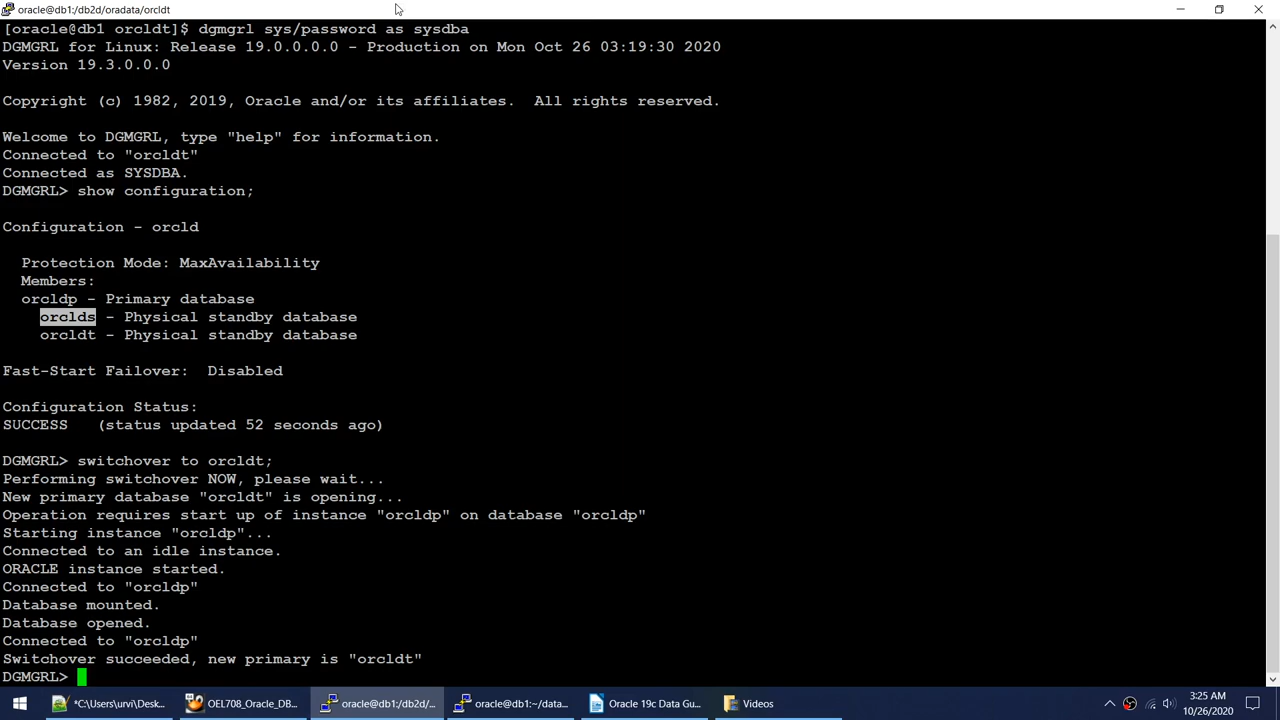 oracle@db1:/db2d/oradata/orcldt
[oracle@db1 orcldt]$ dgmgrl sys/password as sysdba
DGMGRL for Linux: Release 19.0.0.0.0 - Production on Mon Oct 26 03:19:30 2020
Version 19.3.0.0.0
Copyright (c) 1982, 2019, Oracle and/or its affiliates.  All rights reserved.
Welcome to DGMGRL, type "help" for information.
Connected to "orcldt"
Connected as SYSDBA.
DGMGRL> show configuration;
Configuration - orcld
Protection Mode: MaxAvailability
Members:
orcldp - Primary database
orclds - Physical standby database
orcldt - Physical standby database
Fast-Start Failover:  Disabled
Configuration Status:
SUCCESS   (status updated 52 seconds ago)
DGMGRL> switchover to orcldt;
Performing switchover NOW, please wait...
New primary database "orcldt" is opening...
Operation requires start up of instance "orcldp" on database "orcldp"
Starting instance "orcldp"...
Connected to an idle instance.
ORACLE instance started.
Connected to "orcldp"
Database mounted.
Database opened.
Connected to "orcldp"
Switchover succeeded, new primary is "orcldt"
DGMGRL>
*C:\Users\urvi\Desk...
OEL708_Oracle_DB...
oracle@db1:/db2d/...
oracle@db1:~/data...
Oracle 19c Data Gu...
Videos
3:25 AM
10/26/2020